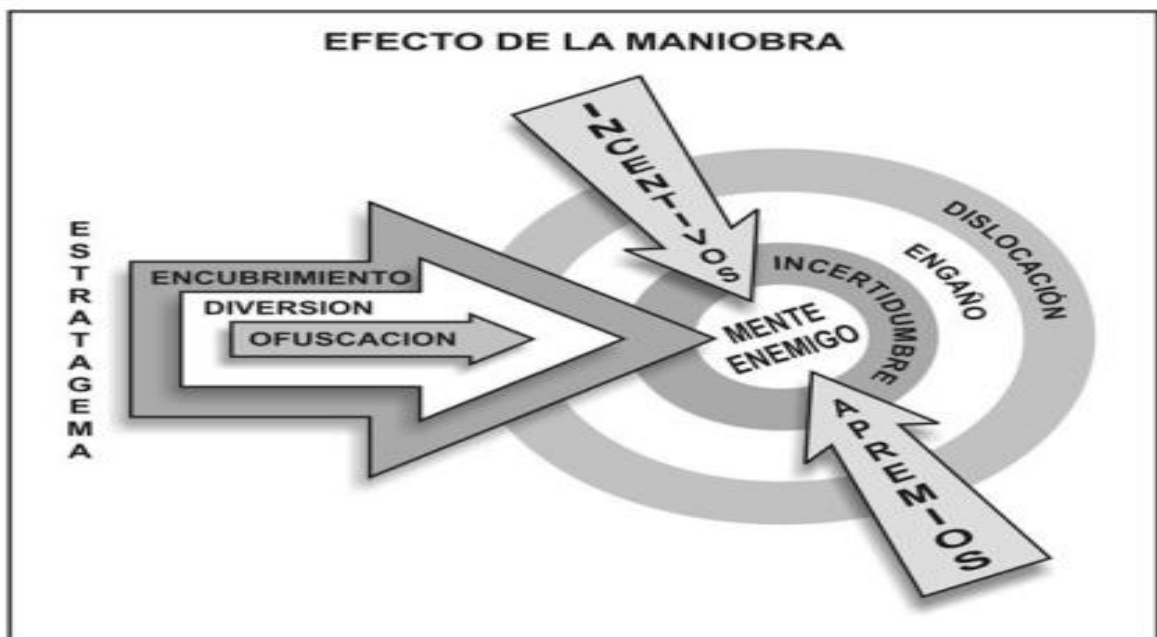 EFECTO DE LA MANIOBRA
ESTRATAGEMA
ENCUBRIMIENTO
DIVERSION
OFUSCACION
INCENTIVOS
DISLOCACIÓN
ENGAÑO
INCERTIDUMBRE
MENTE
ENEMIGO
APREMIOS